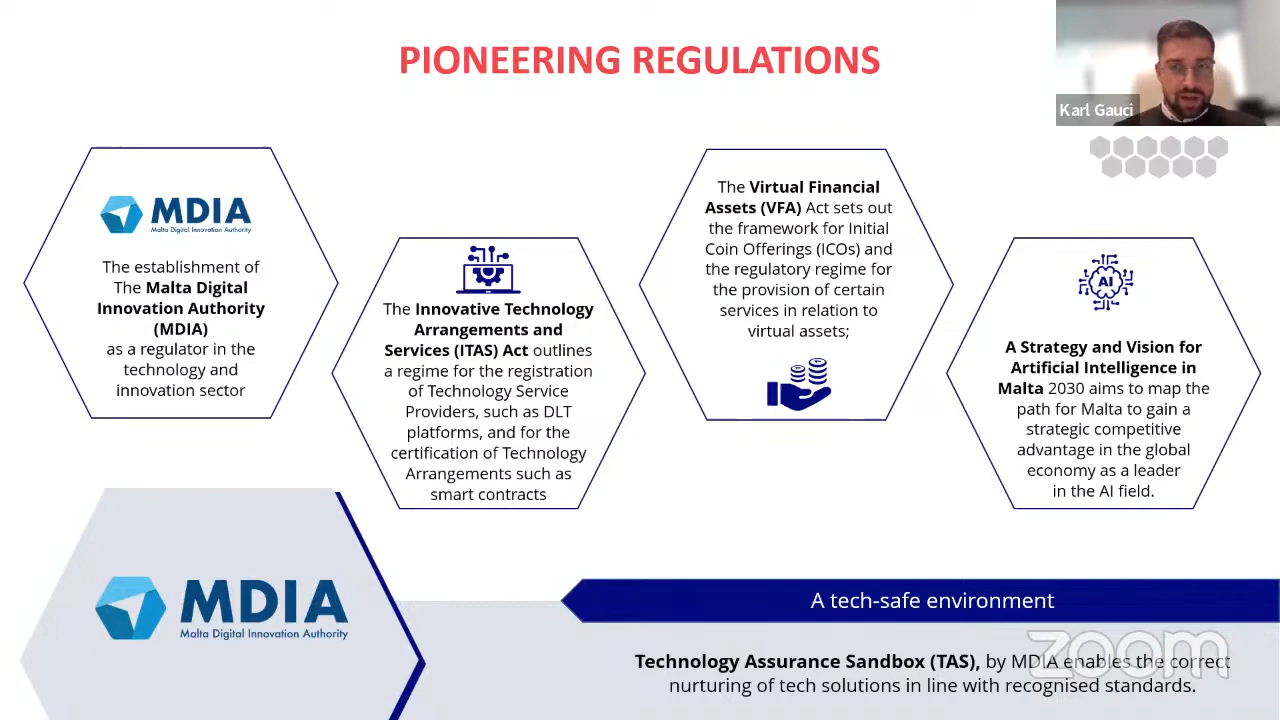 PIONEERING REGULATIONS
Karl Gauci
MDIA
Malta Digital Innovation Authority
The establishment of
The Malta Digital
Innovation Authority
(MDIA)
as a regulator in the
technology and
innovation sector
The Innovative Technology
Arrangements and
Services (ITAS) Act outlines
a regime for the registration
of Technology Service
Providers, such as DLT
platforms, and for the
certification of Technology
Arrangements such as
smart contracts
The Virtual Financial
Assets (VFA) Act sets out
the framework for Initial
Coin Offerings (ICOs) and
the regulatory regime for
the provision of certain
services in relation to
virtual assets;
AI
A Strategy and Vision for
Artificial Intelligence in
Malta 2030 aims to map the
path for Malta to gain a
strategic competitive
advantage in the global
economy as a leader
in the AI field.
MDIA
Malta Digital Innovation Authority
A tech-safe environment
zoom
Technology Assurance Sandbox (TAS), by MDIA enables the correct
nurturing of tech solutions in line with recognised standards.